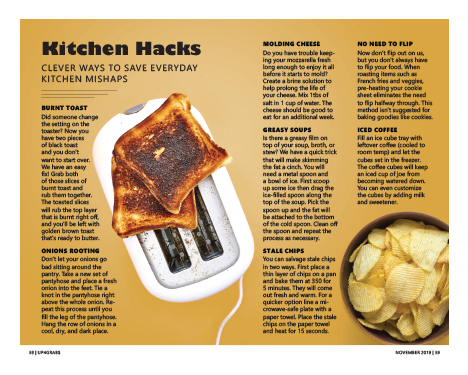 Kitchen Hacks
CLEVER WAYS TO SAVE EVERYDAY
KITCHEN MISHAPS
BURNT TOAST
Did someone change
the setting on the
toaster? Now you
have two pieces
of black toast
and you don't
want to start over.
We have an easy
fix! Grab both
of those slices of
burnt toast and
rub them together.
The toasted slices
will rub the top layer
that is burnt right off,
and you'll be left with
golden brown toast
that's ready to butter.
ONIONS ROOTING
Don't let your onions go
bad sitting around the
pantry. Take a new set of
pantyhose and place a fresh
onion into the feet. Tie a
knot in the pantyhose right
above the whole onion. Re-
peat this process until you
fill the leg of the pantyhose.
Hang the row of onions in a
cool, dry, and dark place.
MOLDING CHEESE
Do you have trouble keep-
ing your mozzarella fresh
long enough to enjoy it all
before it starts to mold?
Create a brine solution to
help prolong the life of
your cheese. Mix 1tbs of
salt in 1 cup of water. The
cheese should be good to
eat for an additional week.
GREASY SOUPS
Is there a greasy film on
top of your soup, broth, or
stew? We have a quick trick
that will make skimming
the fat a cinch. You will
need a metal spoon and
a bowl of ice. First scoop
up some ice then drag the
ice-filled spoon along the
top of the soup. Pick the
spoon up and the fat will
be attached to the bottom
of the cold spoon. Clean off
the spoon and repeat the
process as necessary.
STALE CHIPS
You can salvage stale chips
in two ways. First place a
thin layer of chips on a pan
and bake them at 350 for
5 minutes. They will come
out fresh and warm. For a
quicker option line a mi-
crowave-safe plate with a
paper towel. Place the stale
chips on the paper towel
and heat for 15 seconds.
NO NEED TO FLIP
Now don't flip out on us,
but you don't always have
to flip your food. When
roasting items such as
French fries and veggies,
pre-heating your cookie
sheet eliminates the need
to flip halfway through. This
method isn't suggested for
baking goodies like cookies.
ICED COFFEE
Fill an ice cube tray with
leftover coffee (cooled to
room temp) and let the
cubes set in the freezer.
The coffee cubes will keep
an iced cup of joe from
becoming watered down.
You can even customize
the cubes by adding milk
and sweetener.
NOVEMBER 2019 | 59